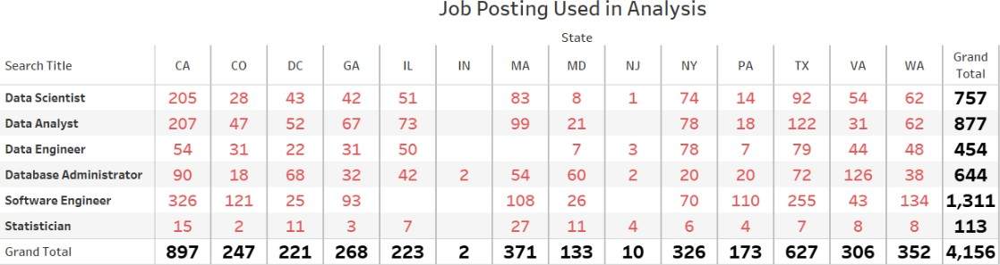 Job Posting Used in Analysis
State
Search Title CA CO DC GA IL IN MA MD NJ NY PA TX VA WA Grand Total
Data Scientist 205 28 43 42 51 83 8 1 74 14 92 54 62 757
Data Analyst 207 47 52 67 73 99 21 78 18 122 31 62 877
Data Engineer 54 31 22 31 50 7 3 78 7 79 44 48 454
Database Administrator 90 18 68 32 42 2 54 60 2 20 20 72 126 38 644
Software Engineer 326 121 25 93 108 26 70 110 255 43 134 1,311
Statistician 15 2 11 3 7 27 11 4 6 4 7 8 8 113
Grand Total 897 247 221 268 223 2 371 133 10 326 173 627 306 352 4,156